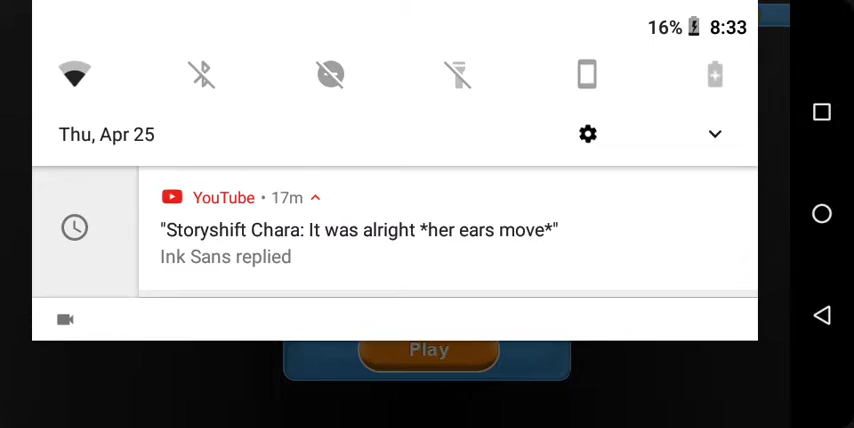 16% 8:33
Thu, Apr 25
YouTube • 17m
"Storyshift Chara: It was alright *her ears move*"
Ink Sans replied
Play